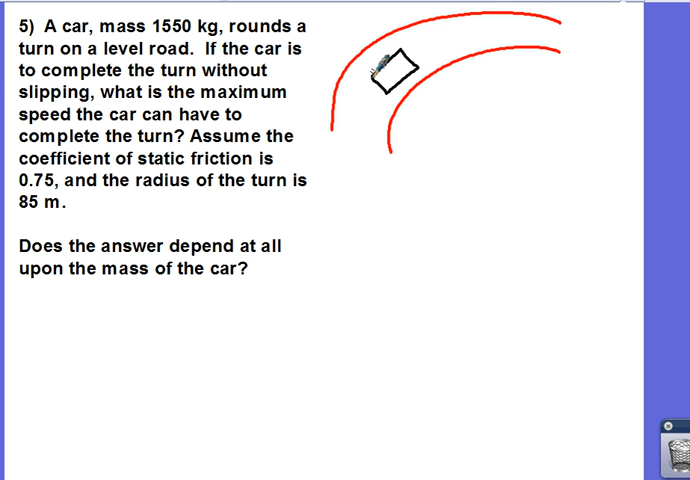 5) A car, mass 1550 kg, rounds a
turn on a level road. If the car is
to complete the turn without
slipping, what is the maximum
speed the car can have to
complete the turn? Assume the
coefficient of static friction is
0.75, and the radius of the turn is
85 m.
Does the answer depend at all
upon the mass of the car?